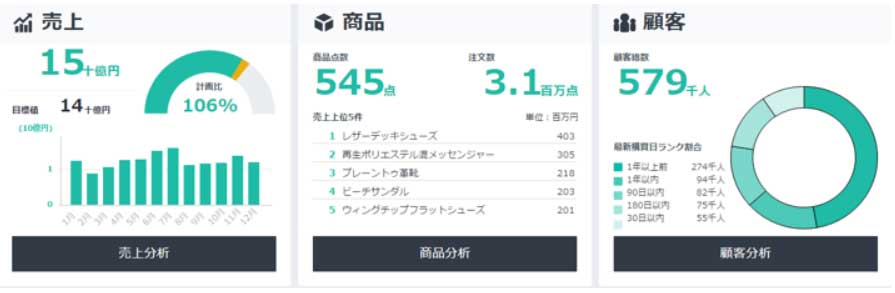 売上
15十億円
計画比
106%
目標値 14十億円
(10億円)
1
0
1月 2月 3月 4月 5月 6月 7月 8月 9月 10月 11月 12月
売上分析
商品
商品点数 注文数
545点 3.1百万点
売上上位5件 単位：百万円
1 レザーデッキシューズ 403
2 再生ポリエステル混メッセンジャー 305
3 プレーントゥ革靴 218
4 ビーチサンダル 203
5 ウィングチップフラットシューズ 201
商品分析
顧客
顧客総数
579千人
最新購買日ランク割合
1年以上前 274千人
1年以内 94千人
90日以内 82千人
180日以内 75千人
30日以内 55千人
顧客分析